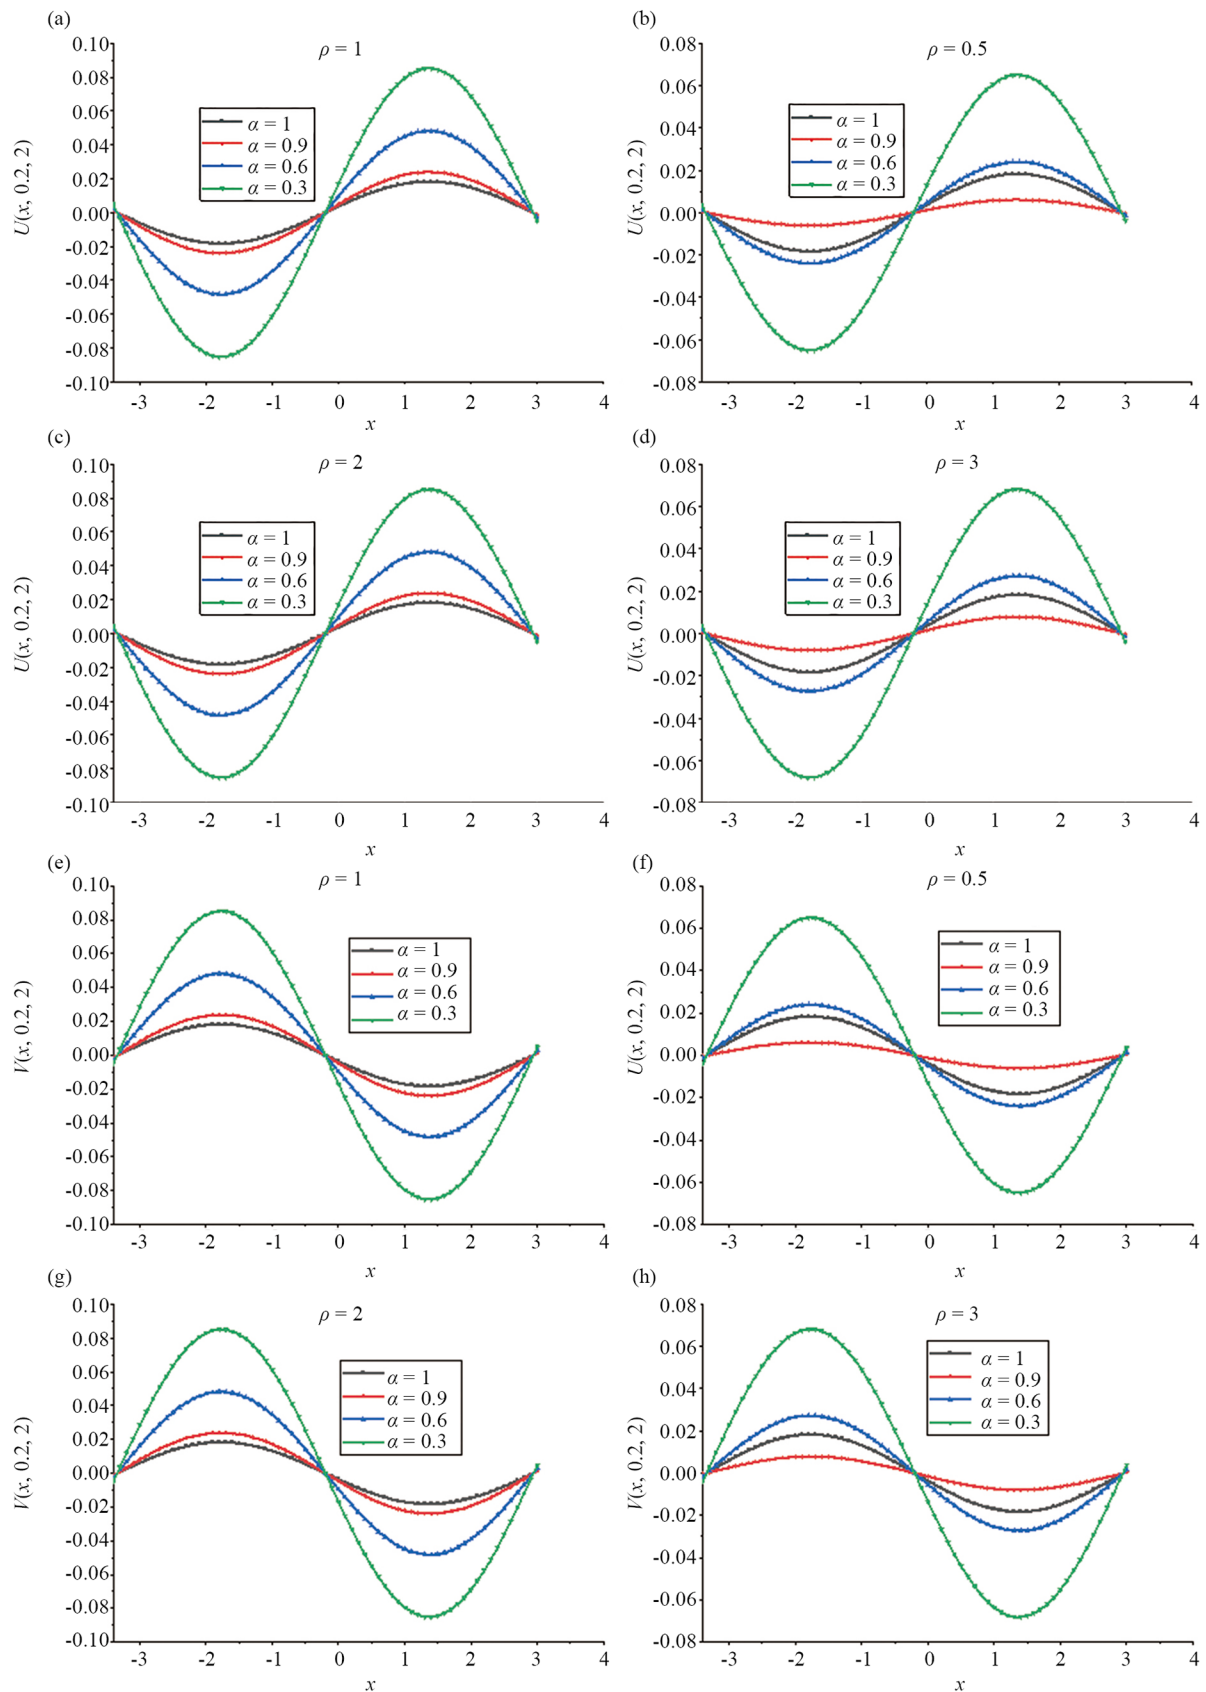 (a)
ρ = 1
0.10
0.08
0.06
0.04
0.02
0.00
-0.02
-0.04
-0.06
-0.08
-0.10
U(x, 0.2, 2)
α = 1
α = 0.9
α = 0.6
α = 0.3
-3 -2 -1 0 1 2 3 4
x
(b)
ρ = 0.5
0.08
0.06
0.04
0.02
0.00
-0.02
-0.04
-0.06
-0.08
U(x, 0.2, 2)
α = 1
α = 0.9
α = 0.6
α = 0.3
-3 -2 -1 0 1 2 3 4
x
(c)
ρ = 2
0.10
0.08
0.06
0.04
0.02
0.00
-0.02
-0.04
-0.06
-0.08
-0.10
U(x, 0.2, 2)
α = 1
α = 0.9
α = 0.6
α = 0.3
-3 -2 -1 0 1 2 3 4
x
(d)
ρ = 3
0.08
0.06
0.04
0.02
0.00
-0.02
-0.04
-0.06
-0.08
U(x, 0.2, 2)
α = 1
α = 0.9
α = 0.6
α = 0.3
-3 -2 -1 0 1 2 3 4
x
(e)
ρ = 1
0.10
0.08
0.06
0.04
0.02
0.00
-0.02
-0.04
-0.06
-0.08
-0.10
V(x, 0.2, 2)
α = 1
α = 0.9
α = 0.6
α = 0.3
-3 -2 -1 0 1 2 3 4
x
(f)
ρ = 0.5
0.08
0.06
0.04
0.02
0.00
-0.02
-0.04
-0.06
-0.08
U(x, 0.2, 2)
α = 1
α = 0.9
α = 0.6
α = 0.3
-3 -2 -1 0 1 2 3 4
x
(g)
ρ = 2
0.10
0.08
0.06
0.04
0.02
0.00
-0.02
-0.04
-0.06
-0.08
-0.10
V(x, 0.2, 2)
α = 1
α = 0.9
α = 0.6
α = 0.3
-3 -2 -1 0 1 2 3 4
x
(h)
ρ = 3
0.08
0.06
0.04
0.02
0.00
-0.02
-0.04
-0.06
-0.08
V(x, 0.2, 2)
α = 1
α = 0.9
α = 0.6
α = 0.3
-3 -2 -1 0 1 2 3 4
x